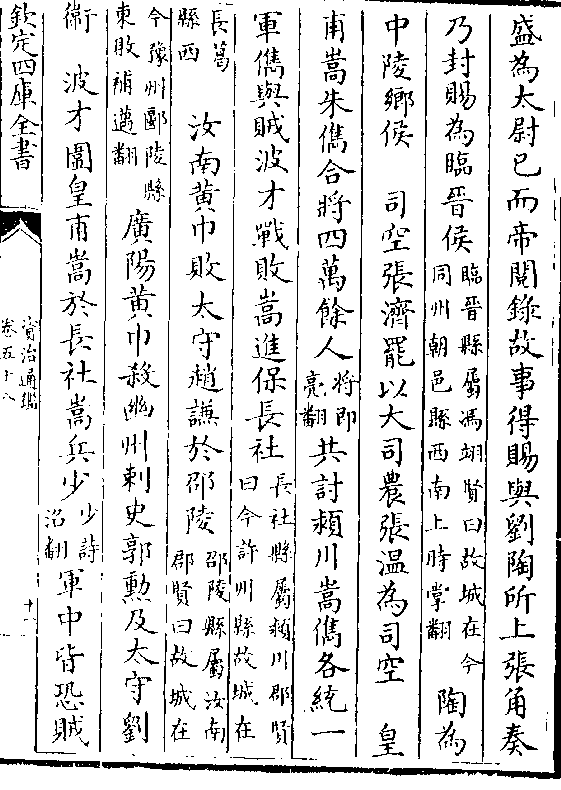 盛為太尉已而帝閱錄故事得賜與劉陶所上張角奏
乃封賜為臨晉侯臨晉縣屬馮翊賢曰故城在今同州朝邑縣西南上時掌翻陶為
中陵鄉侯 司空張濟罷以大司農張温為司空 皇
甫嵩朱儁合將四萬餘人將即亮翻共討潁川嵩儁各統一
軍儁與賊波才戰敗嵩進保長社長社縣屬潁川郡賢曰今許州縣故城在
長葛縣西 汝南黄巾敗太守趙謙於邵陵邵陵縣屬汝南郡賢曰故城在
今豫州郾陵縣東敗補邁翻 廣陽黄巾殺幽州刺史郭勳及太守劉
衞 波才圍皇甫嵩於長社嵩兵少少詩沼翻軍中皆恐賊
欽定四庫全書
資治通鑑
卷五十八